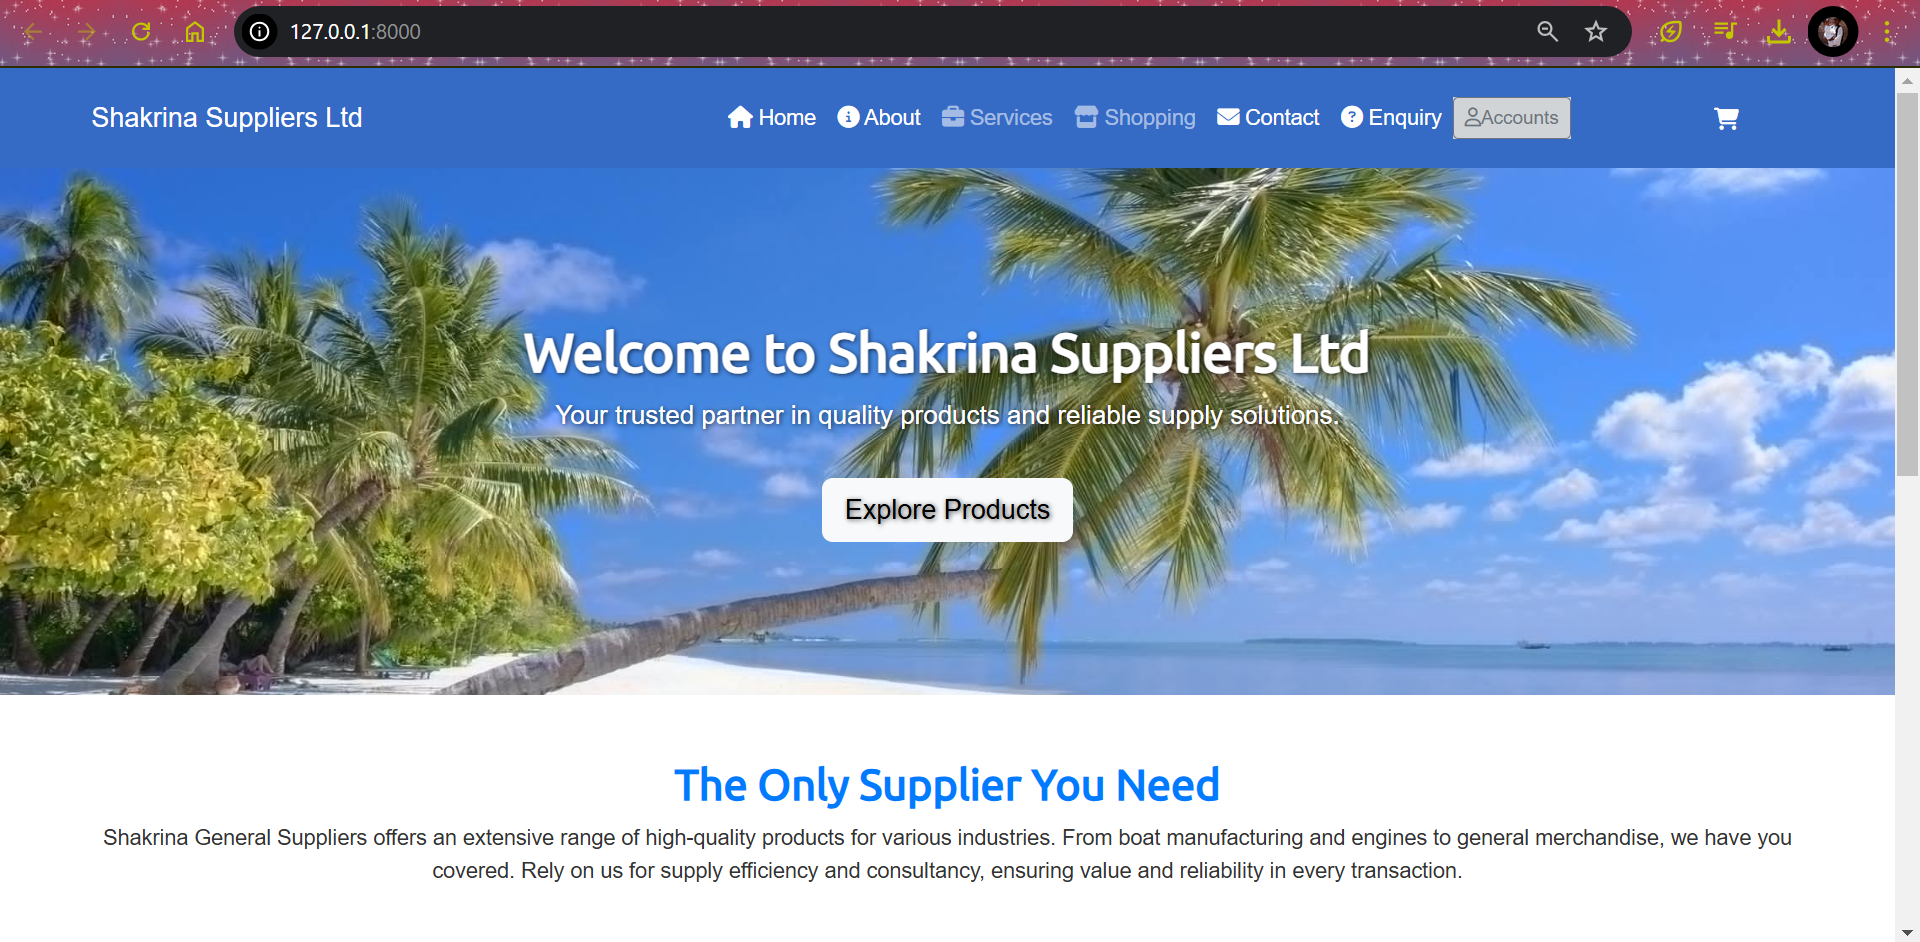 127.0.0.1:8000
Shakrina Suppliers Ltd
Home About Services Shopping Contact Enquiry Accounts
Welcome to Shakrina Suppliers Ltd
Your trusted partner in quality products and reliable supply solutions.
Explore Products
The Only Supplier You Need
Shakrina General Suppliers offers an extensive range of high-quality products for various industries. From boat manufacturing and engines to general merchandise, we have you
covered. Rely on us for supply efficiency and consultancy, ensuring value and reliability in every transaction.